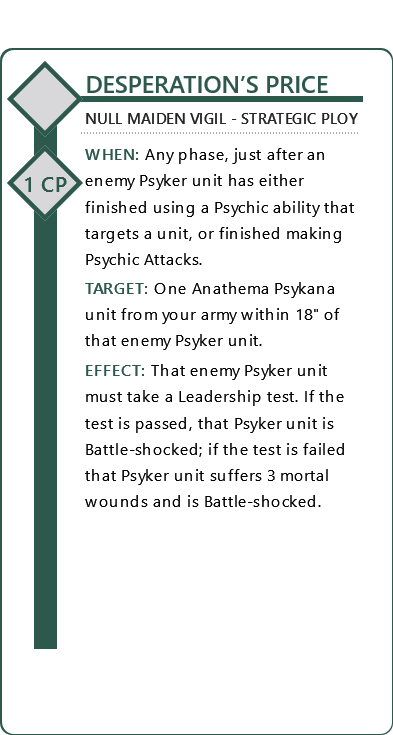 DESPERATION’S PRICE
NULL MAIDEN VIGIL - STRATEGIC PLOY
1 CP
WHEN: Any phase, just after an
enemy Psyker unit has either
finished using a Psychic ability that
targets a unit, or finished making
Psychic Attacks.
TARGET: One Anathema Psykana
unit from your army within 18" of
that enemy Psyker unit.
EFFECT: That enemy Psyker unit
must take a Leadership test. If the
test is passed, that Psyker unit is
Battle-shocked; if the test is failed
that Psyker unit suffers 3 mortal
wounds and is Battle-shocked.